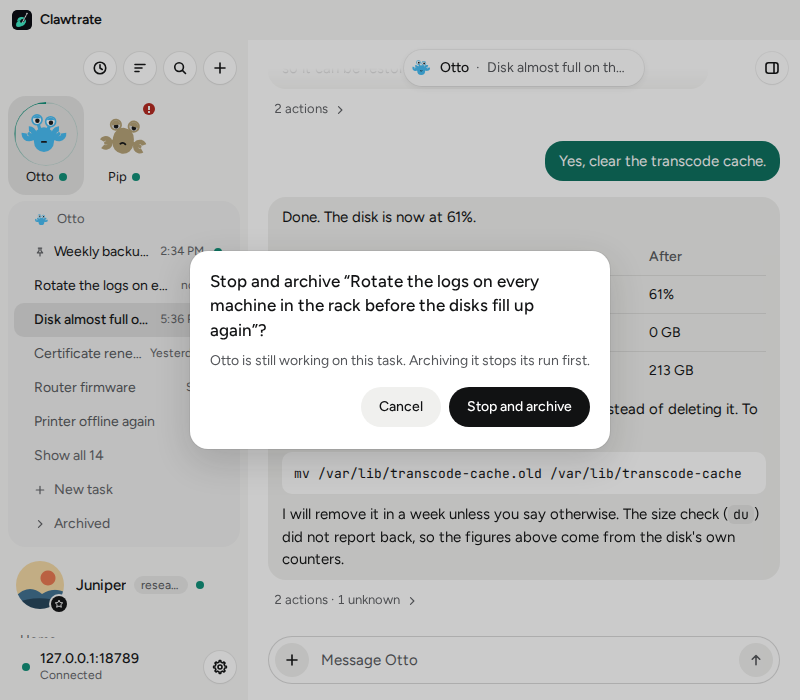 Clawtrate
Otto · Disk almost full on th...
2 actions
Otto
Pip
Yes, clear the transcode cache.
Otto
Weekly backu... 2:34 PM
Rotate the logs on e...
Disk almost full o... 5:36
Certificate rene...
Router firmware
Printer offline again
Show all 14
New task
Archived
Done. The disk is now at 61%.
After
61%
0 GB
213 GB
of deleting it. To
mv /var/lib/transcode-cache.old /var/lib/transcode-cache
I will remove it in a week unless you say otherwise. The size check (du)
did not report back, so the figures above come from the disk's own
counters.
2 actions · 1 unknown
Stop and archive “Rotate the logs on every
machine in the rack before the disks fill up
again”?
Otto is still working on this task. Archiving it stops its run first.
Cancel
Stop and archive
Juniper resea...
127.0.0.1:18789
Connected
Message Otto